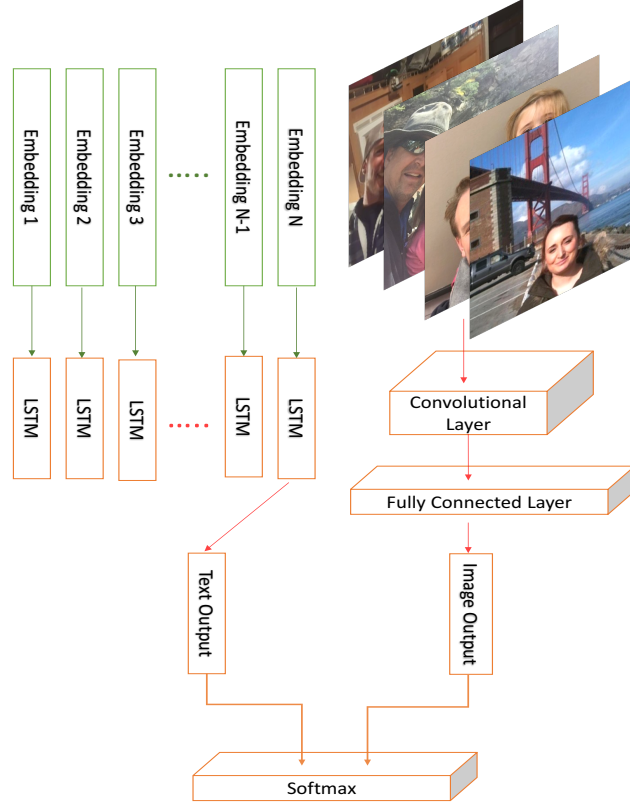 Embedding 1
Embedding 2
Embedding 3
Embedding N-1
Embedding N
LSTM
LSTM
LSTM
LSTM
LSTM
Convolutional
Layer
Fully Connected Layer
Text Output
Image Output
Softmax